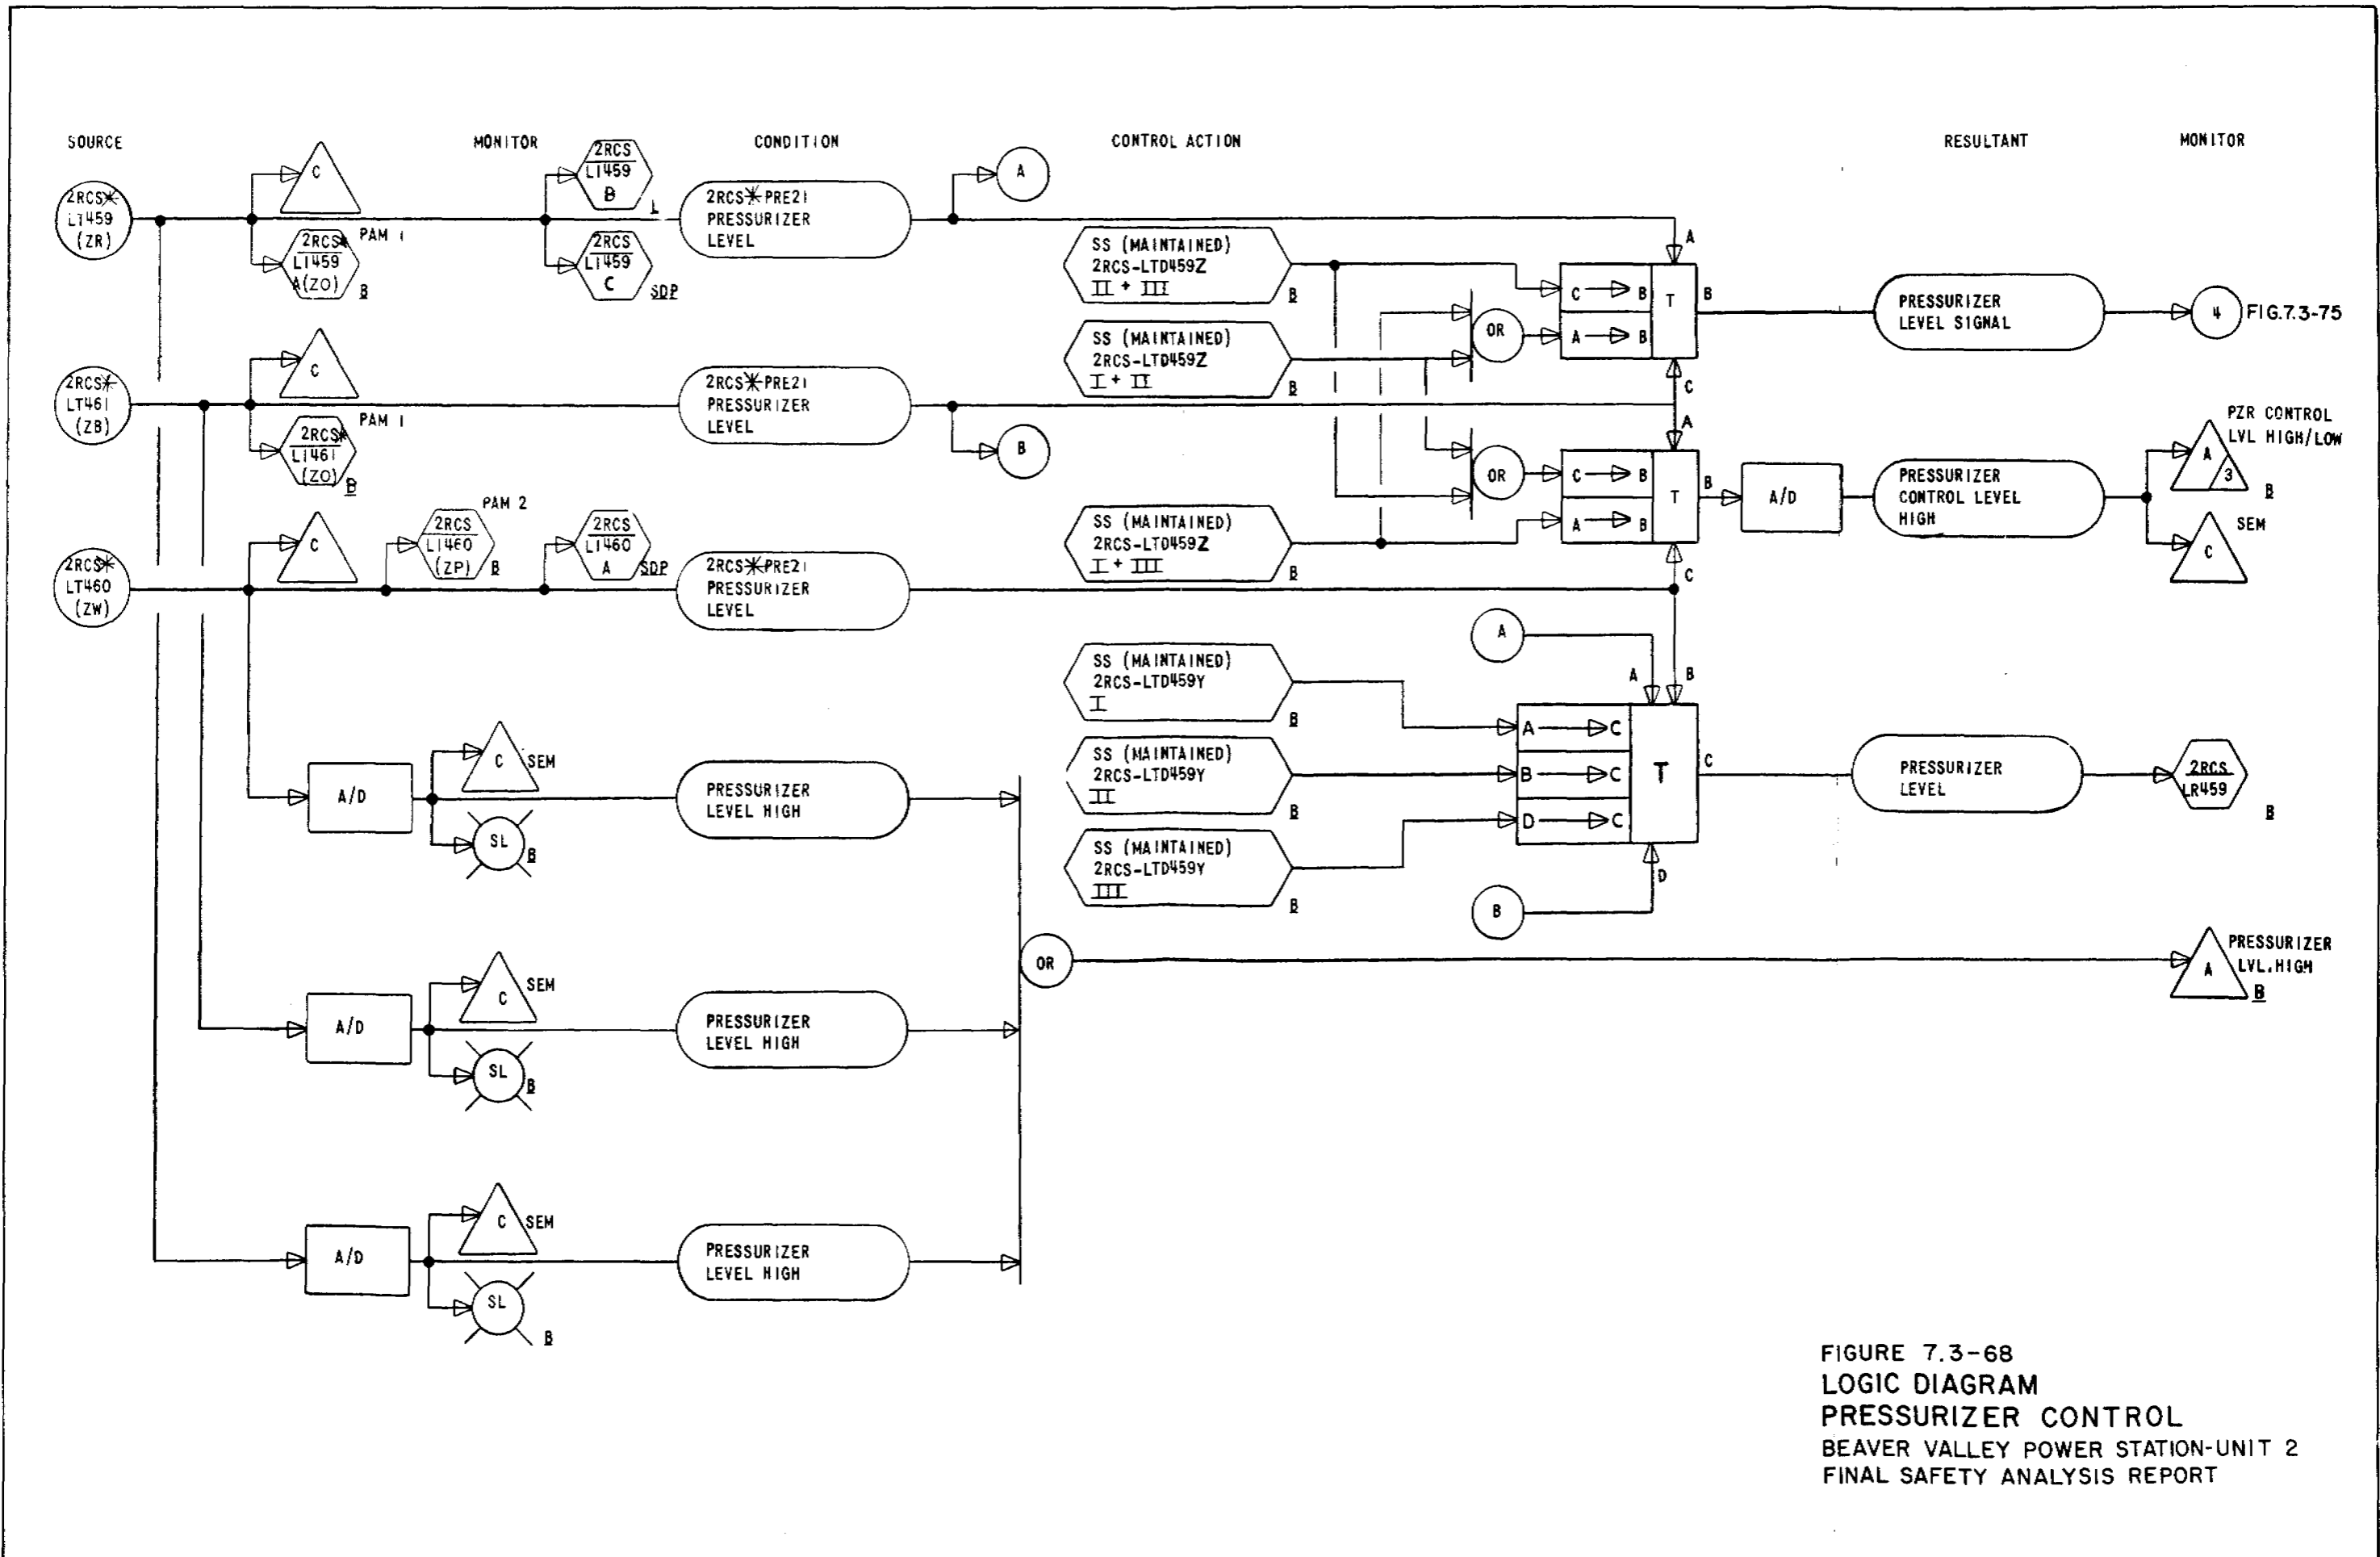 SOURCE
MONITOR
CONDITION
CONTROL ACTION
RESULTANT
MONITOR
2RCS*
LT459
(ZR)
C
2RCS*
LI459
A(ZO)
PAM 1
B
2RCS
LI459
B
L
2RCS
LI459
C
SDP
2RCS*PRE21
PRESSURIZER
LEVEL
A
SS (MAINTAINED)
2RCS-LTD459Z
II + III
B
SS (MAINTAINED)
2RCS-LTD459Z
I + II
B
OR
A
C → B
A → B
T
B
C
PRESSURIZER
LEVEL SIGNAL
4
FIG.7.3-75
2RCS*
LT461
(ZB)
C
PAM 1
2RCS*
LI461
(ZO)
B
2RCS*PRE21
PRESSURIZER
LEVEL
B
OR
A
C → B
A → B
T
B
C
A/D
PRESSURIZER
CONTROL LEVEL
HIGH
PZR CONTROL
LVL HIGH/LOW
A
3
B
SEM
C
2RCS*
LT460
(ZW)
C
PAM 2
2RCS
LI460
(ZP)
B
2RCS
LI460
A
SDP
2RCS*PRE21
PRESSURIZER
LEVEL
SS (MAINTAINED)
2RCS-LTD459Z
I + III
B
A
A
B
SS (MAINTAINED)
2RCS-LTD459Y
I
B
SS (MAINTAINED)
2RCS-LTD459Y
II
B
SS (MAINTAINED)
2RCS-LTD459Y
III
B
A → C
B → C
D → C
T
C
D
B
PRESSURIZER
LEVEL
2RCS
LR459
B
A/D
C
SEM
SL
B
PRESSURIZER
LEVEL HIGH
OR
PRESSURIZER
LVL.HIGH
A
B
A/D
C
SEM
SL
B
PRESSURIZER
LEVEL HIGH
A/D
C
SEM
SL
B
PRESSURIZER
LEVEL HIGH
FIGURE 7.3-68
LOGIC DIAGRAM
PRESSURIZER CONTROL
BEAVER VALLEY POWER STATION-UNIT 2
FINAL SAFETY ANALYSIS REPORT